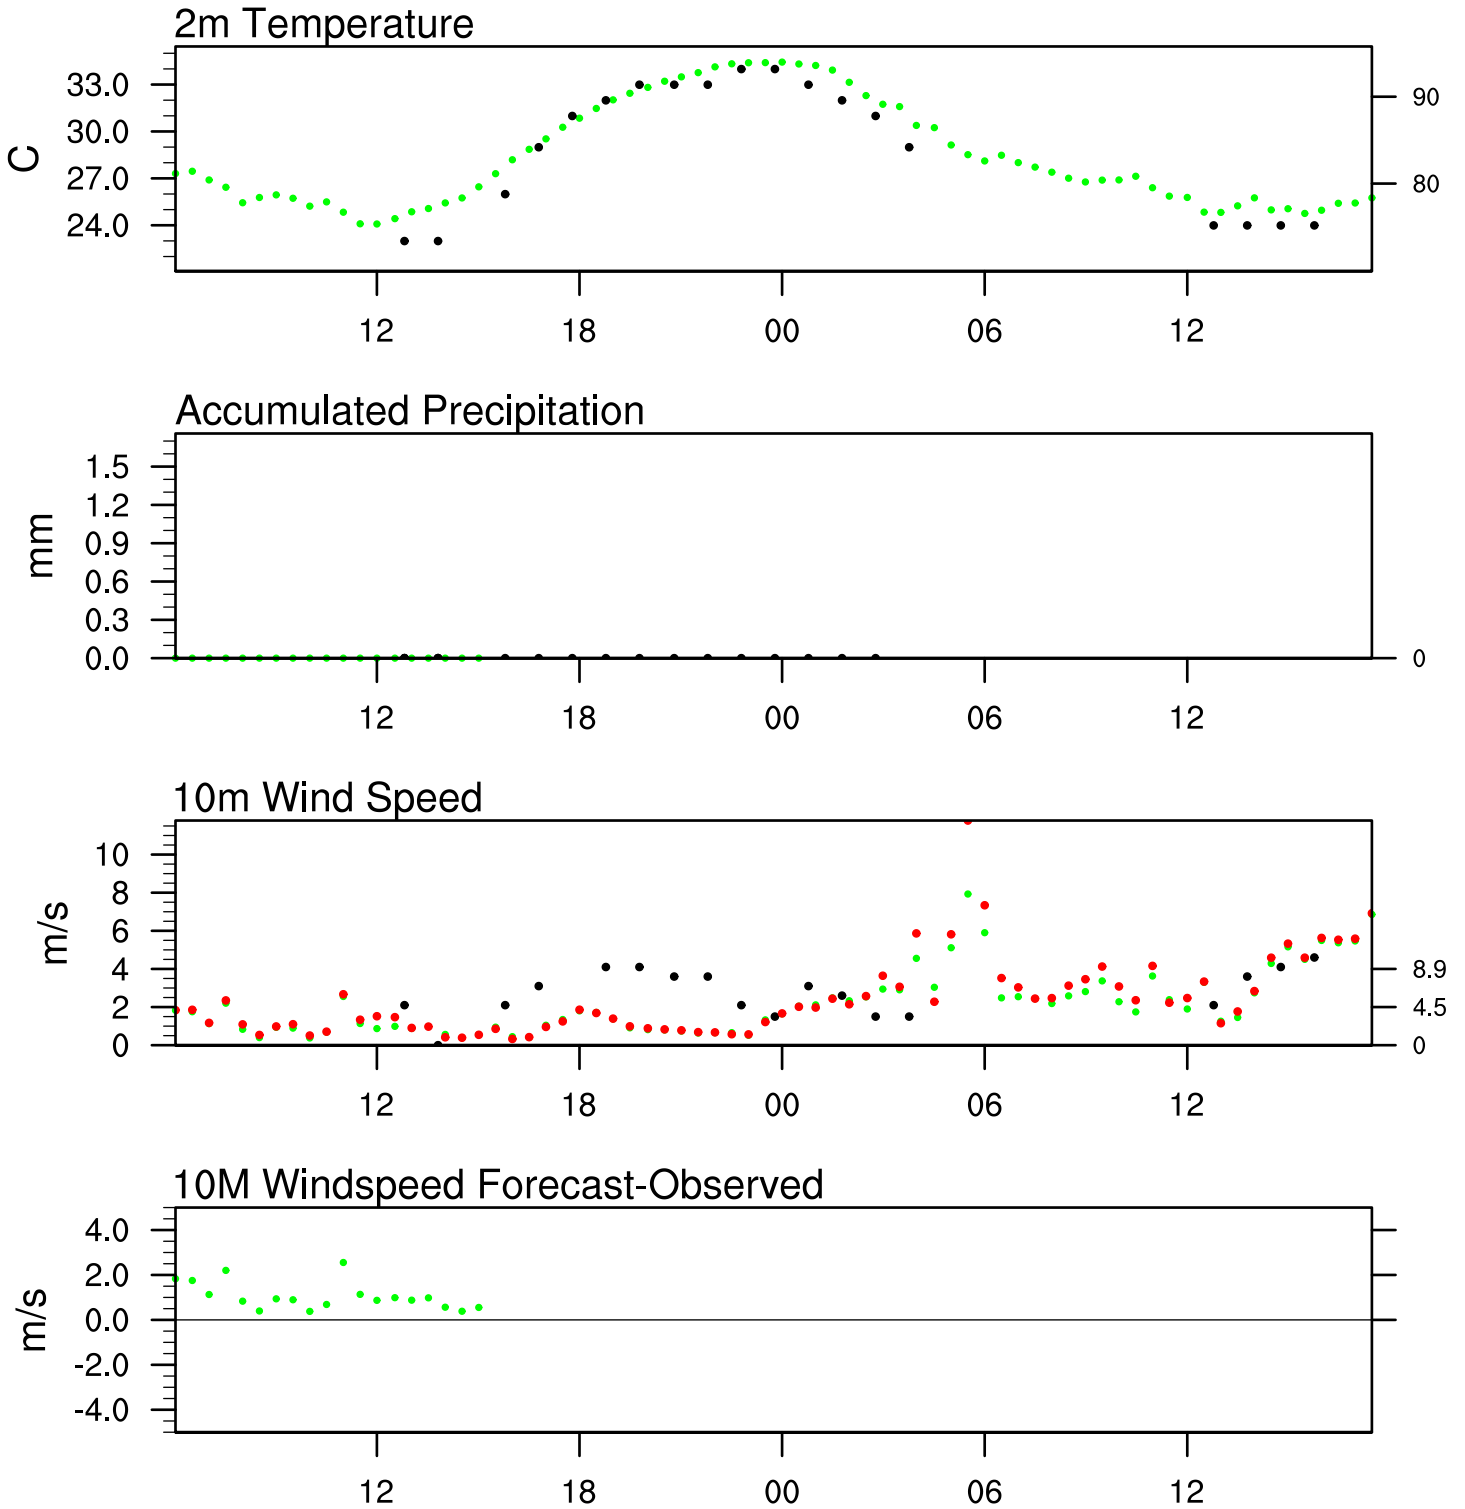 2m Temperature
33.0
30.0
27.0
24.0
C
90
80
12 18 00 06 12
Accumulated Precipitation
1.5
1.2
0.9
0.6
0.3
0.0
mm
0
12 18 00 06 12
10m Wind Speed
10
8
6
4
2
0
m/s
8.9
4.5
0
12 18 00 06 12
10M Windspeed Forecast-Observed
4.0
2.0
0.0
-2.0
-4.0
m/s
12 18 00 06 12